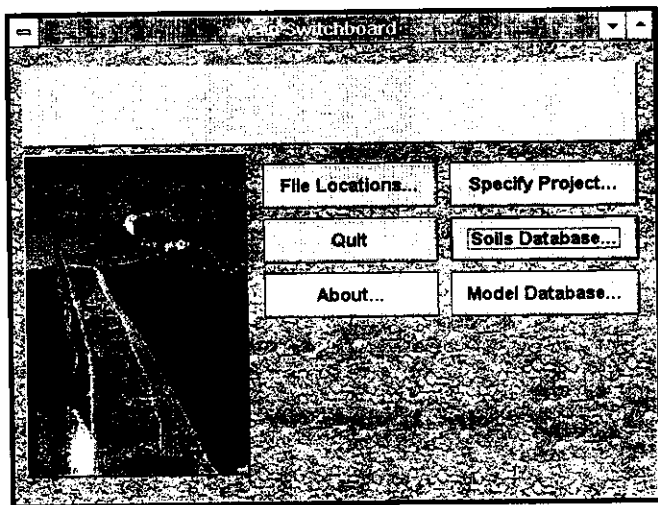 Main Switchboard
File Locations...
Specify Project...
Quit
Soils Database...
About...
Model Database...